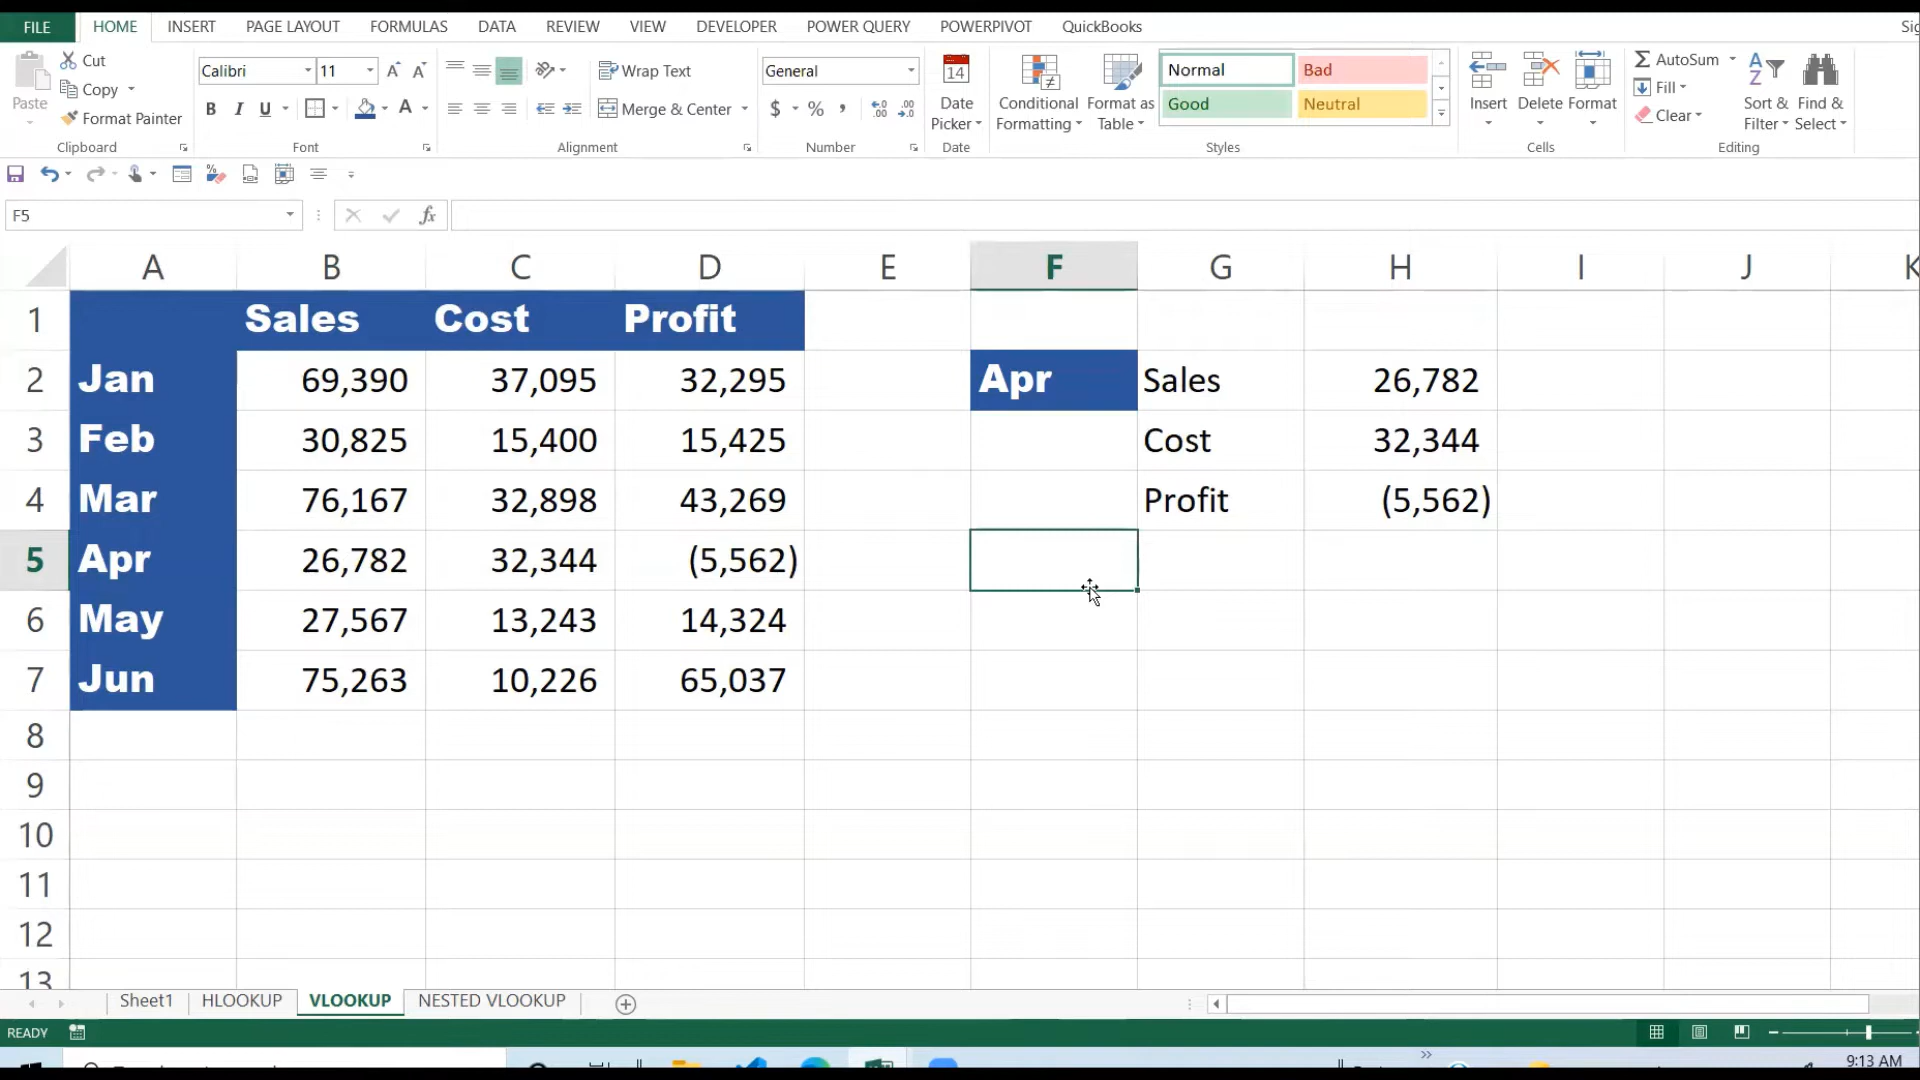 FILE HOME INSERT PAGE LAYOUT FORMULAS DATA REVIEW VIEW DEVELOPER POWER QUERY POWERPIVOT QuickBooks
Cut
Copy
Format Painter
Paste
Clipboard
Calibri 11
B I U
Font
Wrap Text
Merge & Center
Alignment
General
$ % ,
Number
14
Date
Picker
Date
Conditional
Formatting
Format as
Table
Normal Bad
Good Neutral
Styles
Insert Delete Format
Cells
AutoSum
Fill
Clear
Sort &
Filter
Find &
Select
Editing
F5 fx
A B C D E F G H I J K
1 Sales Cost Profit
2 Jan 69,390 37,095 32,295 Apr Sales 26,782
3 Feb 30,825 15,400 15,425 Cost 32,344
4 Mar 76,167 32,898 43,269 Profit (5,562)
5 Apr 26,782 32,344 (5,562)
6 May 27,567 13,243 14,324
7 Jun 75,263 10,226 65,037
8
9
10
11
12
13
Sheet1 HLOOKUP VLOOKUP NESTED VLOOKUP
READY
9:13 AM